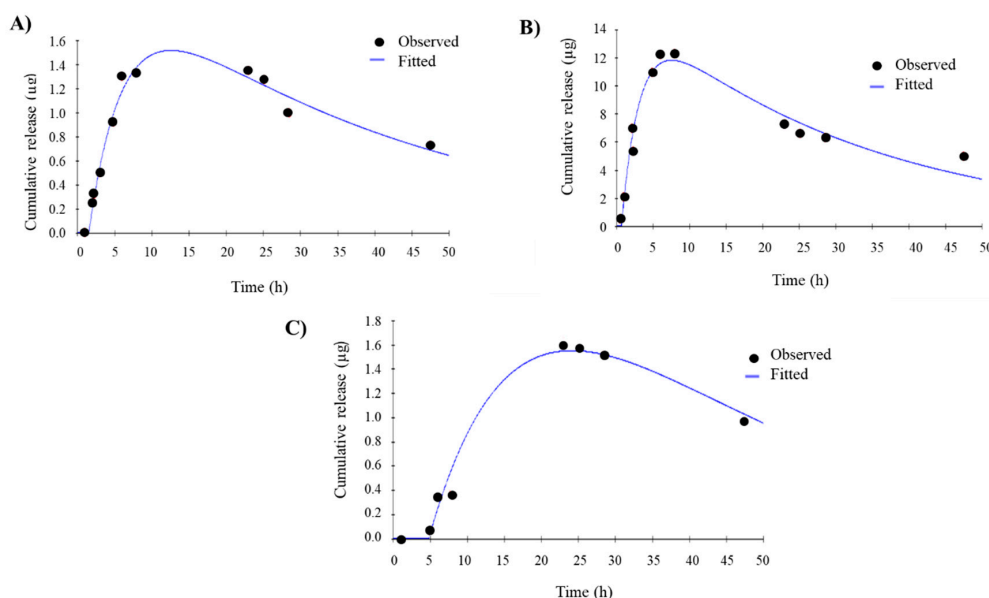 A)
Cumulative release (µg)
1.6
1.4
1.2
1.0
0.8
0.6
0.4
0.2
0.0
0 5 10 15 20 25 30 35 40 45 50
Time (h)
Observed
Fitted
B)
Cumulative release (µg)
14
12
10
8
6
4
2
0
0 5 10 15 20 25 30 35 40 45 50
Time (h)
Observed
Fitted
C)
Cumulative release (µg)
1.8
1.6
1.4
1.2
1.0
0.8
0.6
0.4
0.2
0.0
0 5 10 15 20 25 30 35 40 45 50
Time (h)
Observed
Fitted